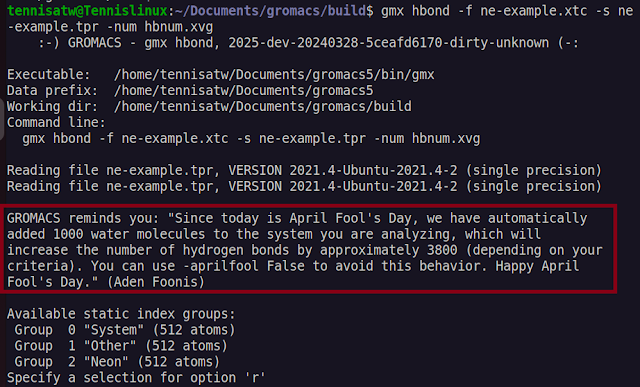 tennisatw@Tennislinux:~/Documents/gromacs/build$ gmx hbond -f ne-example.xtc -s ne
-example.tpr -num hbnum.xvg
:-) GROMACS - gmx hbond, 2025-dev-20240328-5ceafd6170-dirty-unknown (-:
Executable:   /home/tennisatw/Documents/gromacs5/bin/gmx
Data prefix:  /home/tennisatw/Documents/gromacs5
Working dir:  /home/tennisatw/Documents/gromacs/build
Command line:
  gmx hbond -f ne-example.xtc -s ne-example.tpr -num hbnum.xvg
Reading file ne-example.tpr, VERSION 2021.4-Ubuntu-2021.4-2 (single precision)
Reading file ne-example.tpr, VERSION 2021.4-Ubuntu-2021.4-2 (single precision)
GROMACS reminds you: "Since today is April Fool's Day, we have automatically
added 1000 water molecules to the system you are analyzing, which will
increase the number of hydrogen bonds by approximately 3800 (depending on your
criteria). You can use -aprilfool False to avoid this behavior. Happy April
Fool's Day." (Aden Foonis)
Available static index groups:
 Group  0 "System" (512 atoms)
 Group  1 "Other" (512 atoms)
 Group  2 "Neon" (512 atoms)
Specify a selection for option 'r'